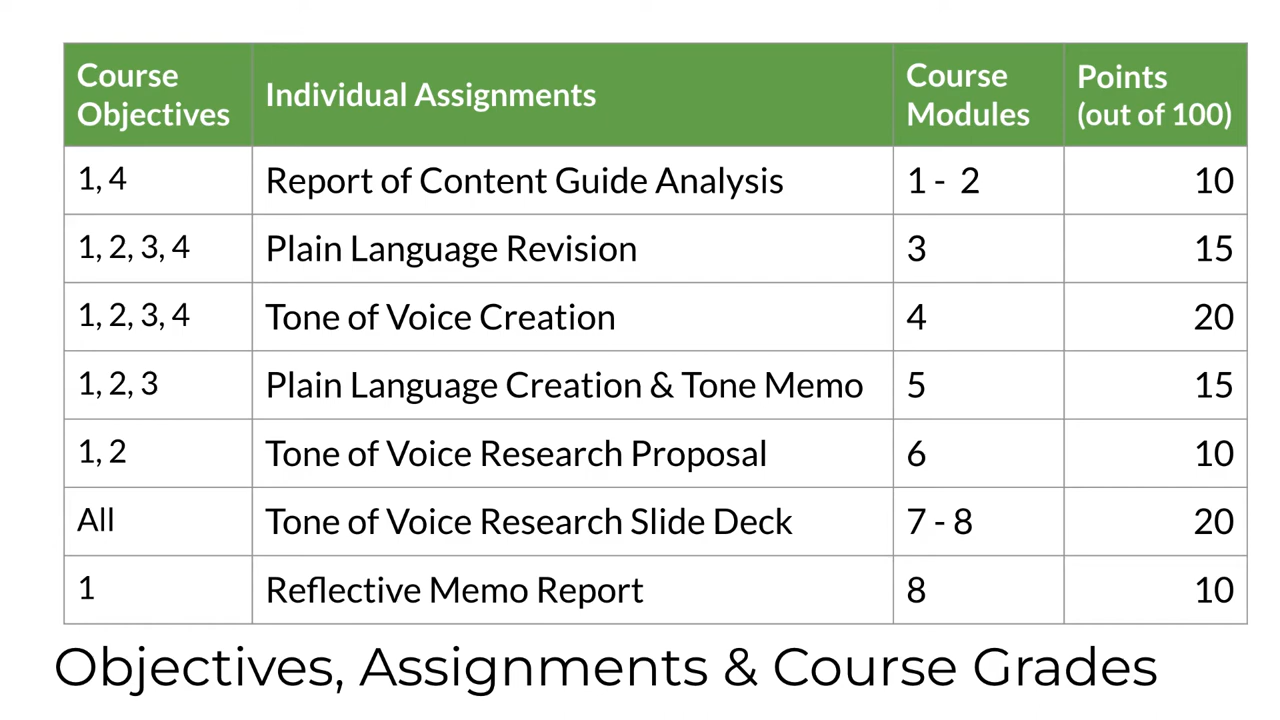 Course Objectives | Individual Assignments | Course Modules | Points (out of 100)
1, 4 | Report of Content Guide Analysis | 1 - 2 | 10
1, 2, 3, 4 | Plain Language Revision | 3 | 15
1, 2, 3, 4 | Tone of Voice Creation | 4 | 20
1, 2, 3 | Plain Language Creation & Tone Memo | 5 | 15
1, 2 | Tone of Voice Research Proposal | 6 | 10
All | Tone of Voice Research Slide Deck | 7 - 8 | 20
1 | Reflective Memo Report | 8 | 10
Objectives, Assignments & Course Grades